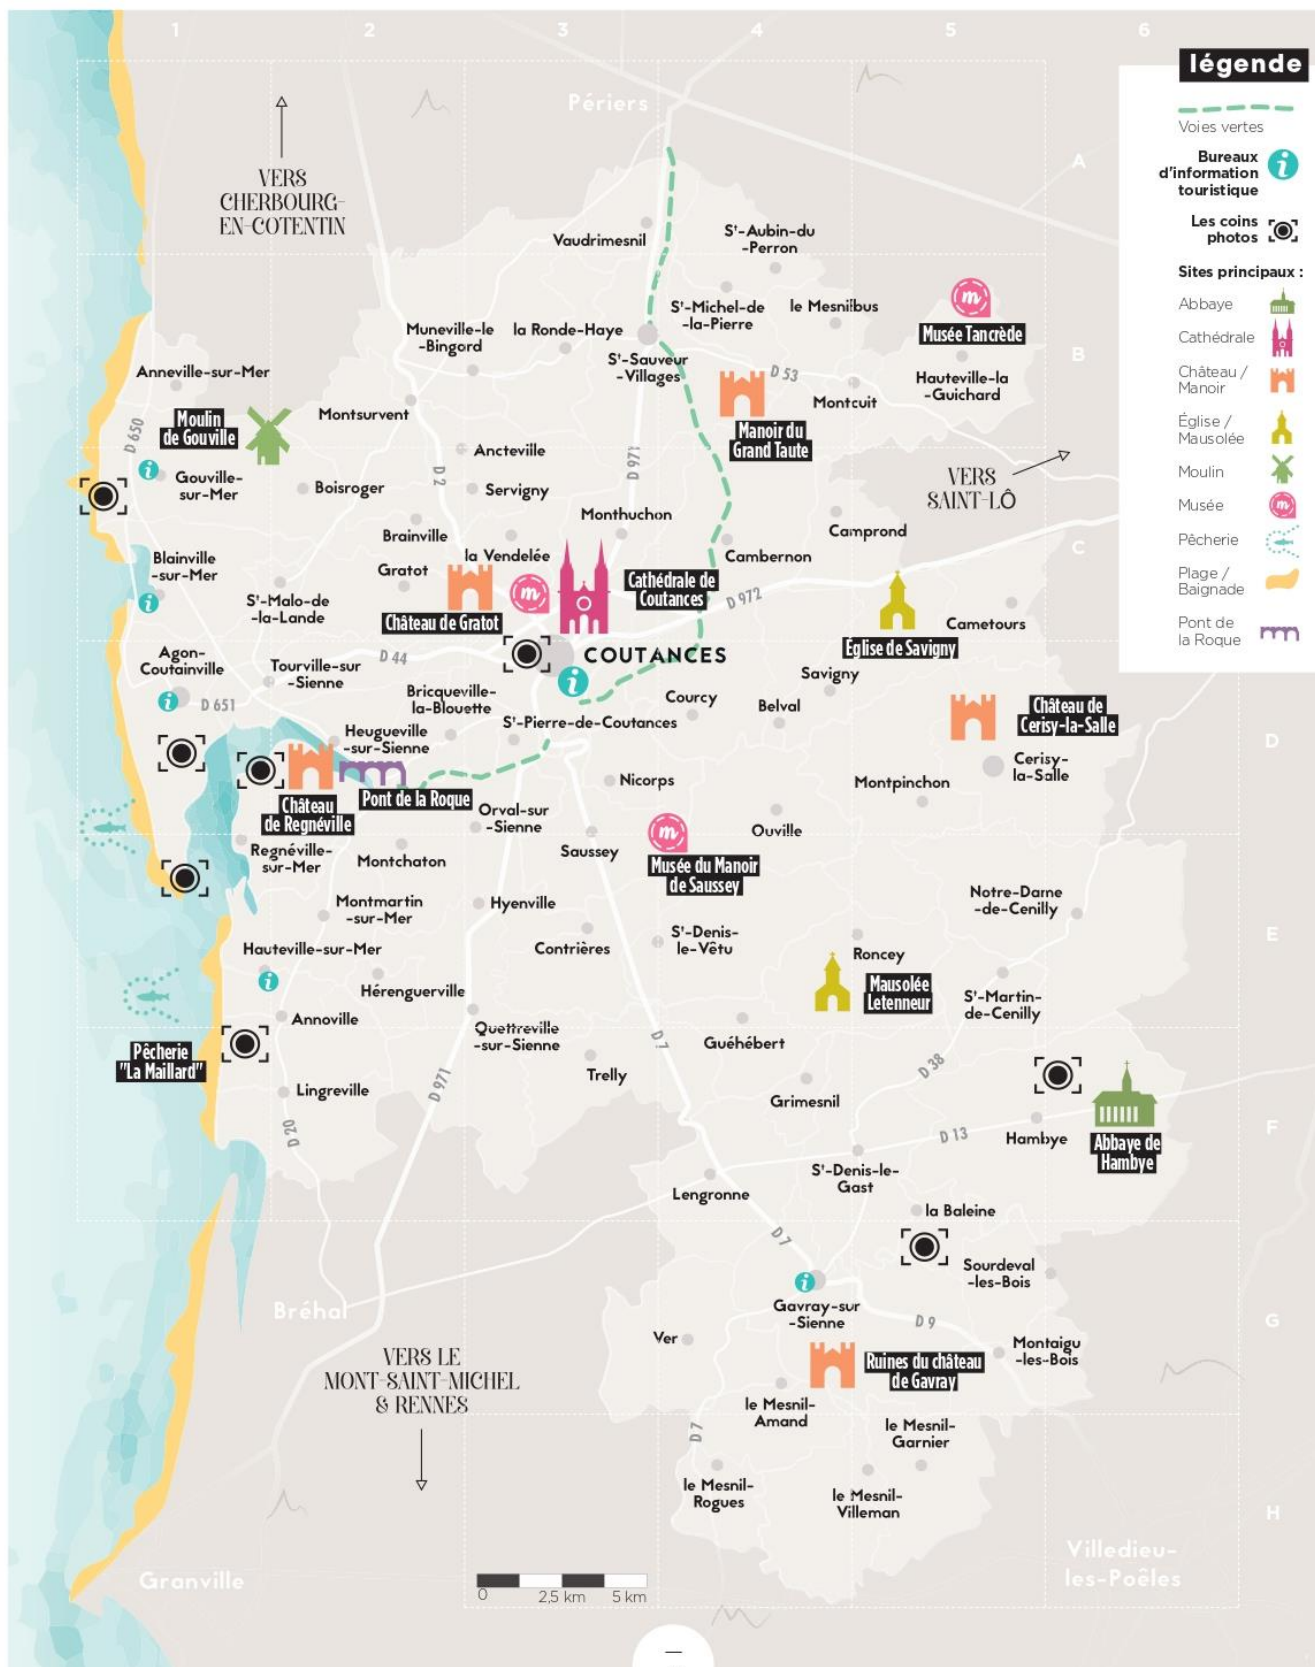 1
2
3
4
5
6
légende
Voies vertes
Bureaux
d'information
touristique
Les coins
photos
Sites principaux :
Abbaye
Cathédrale
Château /
Manoir
Église /
Mausolée
Moulin
Musée
Pêcherie
Plage /
Baignade
Pont de
la Roque
A
B
C
D
E
F
G
H
Périers
VERS
CHERBOURG-
EN-COTENTIN
Vaudrimesnil
Sᵗ-Aubin-du
-Perron
Sᵗ-Michel-de
-la-Pierre
le Mesnilbus
Musée Tancrède
Muneville-le
-Bingord
la Ronde-Haye
Sᵗ-Sauveur
-Villages
D 53
Hauteville-la
-Guichard
Anneville-sur-Mer
Montcuit
Moulin
de Gouville
Montsurvent
Manoir du
Grand Taute
D 650
Ancteville
D 971
VERS
SAINT-LÔ
Gouville-
sur-Mer
Boisroger
D 2
Servigny
Monthuchon
Camprond
Brainville
la Vendelée
Cambernon
Blainville
-sur-Mer
Gratot
Cathédrale de
Coutances
D 972
Sᵗ-Malo-de
-la-Lande
Château de Gratot
Cametours
Église de Savigny
Agon-
Coutainville
D 44
COUTANCES
Tourville-sur
-Sienne
Savigny
D 651
Bricqueville-
la-Blouette
Courcy
Belval
Château de
Cerisy-la-Salle
Heugueville
-sur-Sienne
Sᵗ-Pierre-de-Coutances
Cerisy-
la-Salle
Nicorps
Montpinchon
Château
de Regnéville
Pont de la Roque
Orval-sur
-Sienne
Ouville
Regnéville-
sur-Mer
Montchaton
Saussey
Musée du Manoir
de Saussey
Montmartin
-sur-Mer
Hyenville
Notre-Dame
-de-Cenilly
Hauteville-sur-Mer
Contrières
Sᵗ-Denis-
le-Vêtu
Roncey
Hérenguerville
Mausolée
Letenneur
Sᵗ-Martin-
de-Cenilly
Annoville
Quettreville
-sur-Sienne
D 7
Guéhébert
Pêcherie
"La Maillard"
Trelly
D 38
Lingreville
D 971
Grimesnil
D 20
D 13
Hambye
Abbaye de
Hambye
Sᵗ-Denis-le-
Gast
Lengronne
la Baleine
D 7
Sourdeval
-les-Bois
Bréhal
Gavray-sur
-Sienne
D 9
Ver
Montaigu
-les-Bois
VERS LE
MONT-SAINT-MICHEL
& RENNES
Ruines du château
de Gavray
le Mesnil-
Amand
D 7
le Mesnil-
Garnier
le Mesnil-
Rogues
le Mesnil-
Villeman
Granville
Villedieu-
les-Poêles
0
2,5 km
5 km